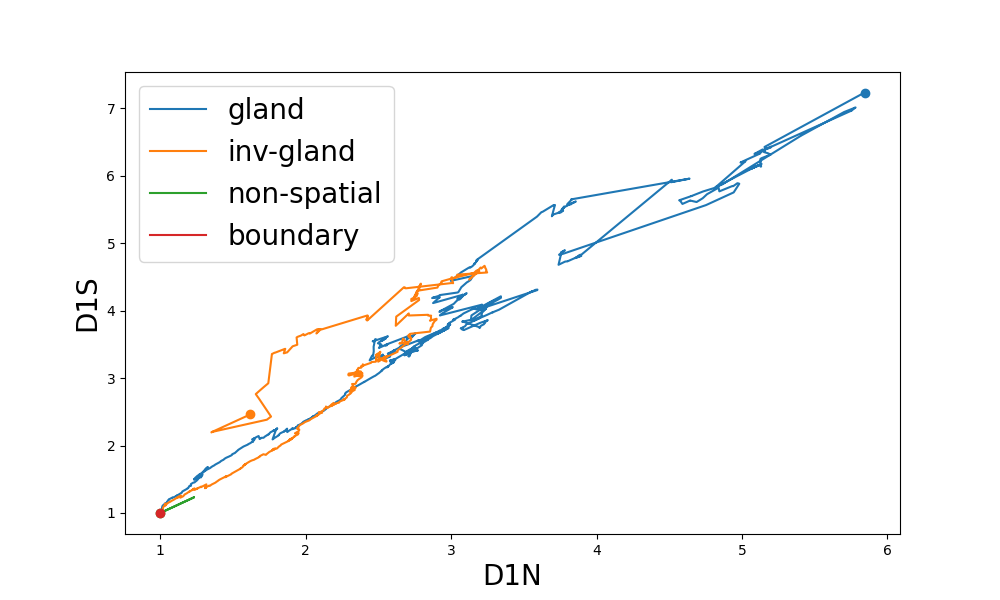 gland
inv-gland
non-spatial
boundary
7
6
5
4
3
2
1
D1S
1 2 3 4 5 6
D1N